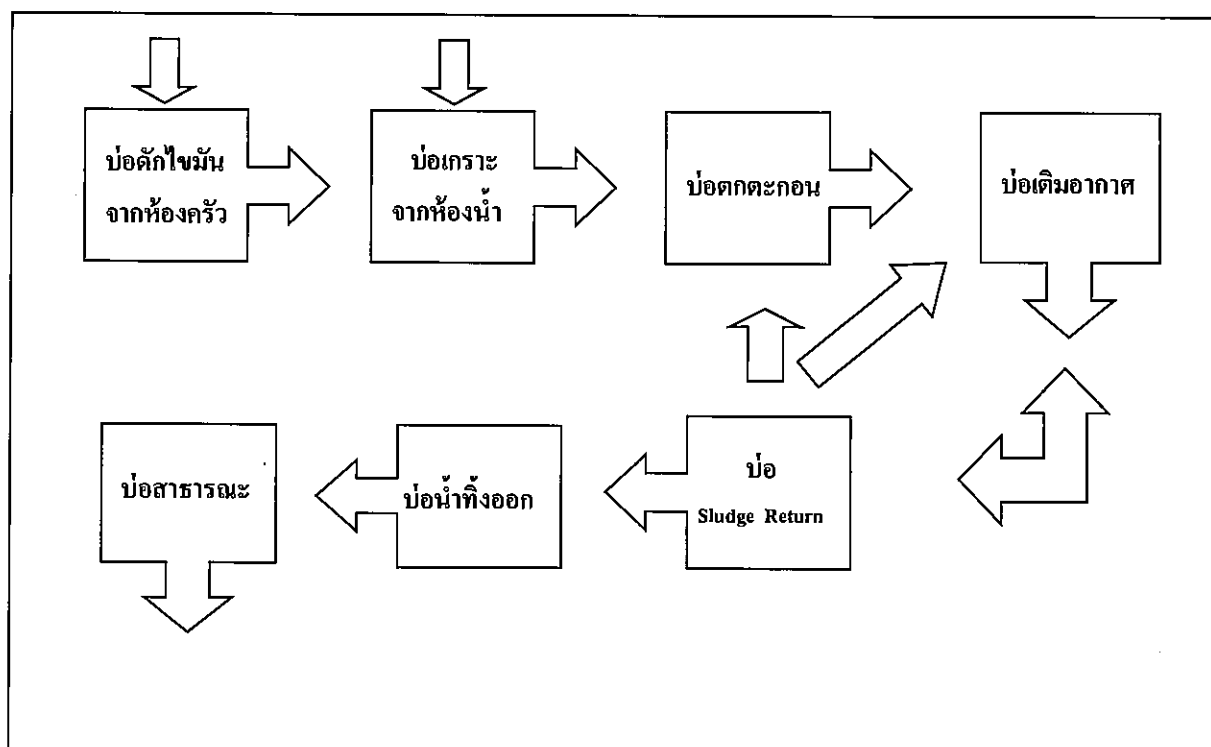 บ่อดักไขมัน
จากห้องครัว
บ่อเกราะ
จากห้องน้ำ
บ่อตกตะกอน
บ่อเติมอากาศ
บ่อสาธารณะ
บ่อน้ำทิ้งออก
บ่อ
Sludge Return